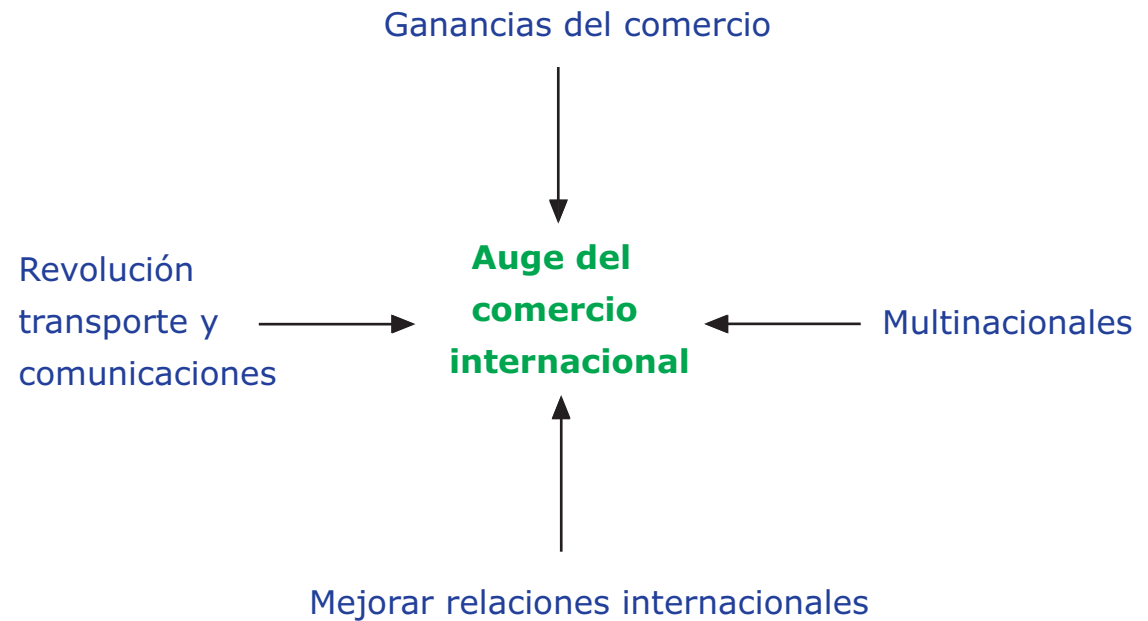 Ganancias del comercio
Revolución
transporte y
comunicaciones
Auge del
comercio
internacional
Multinacionales
Mejorar relaciones internacionales